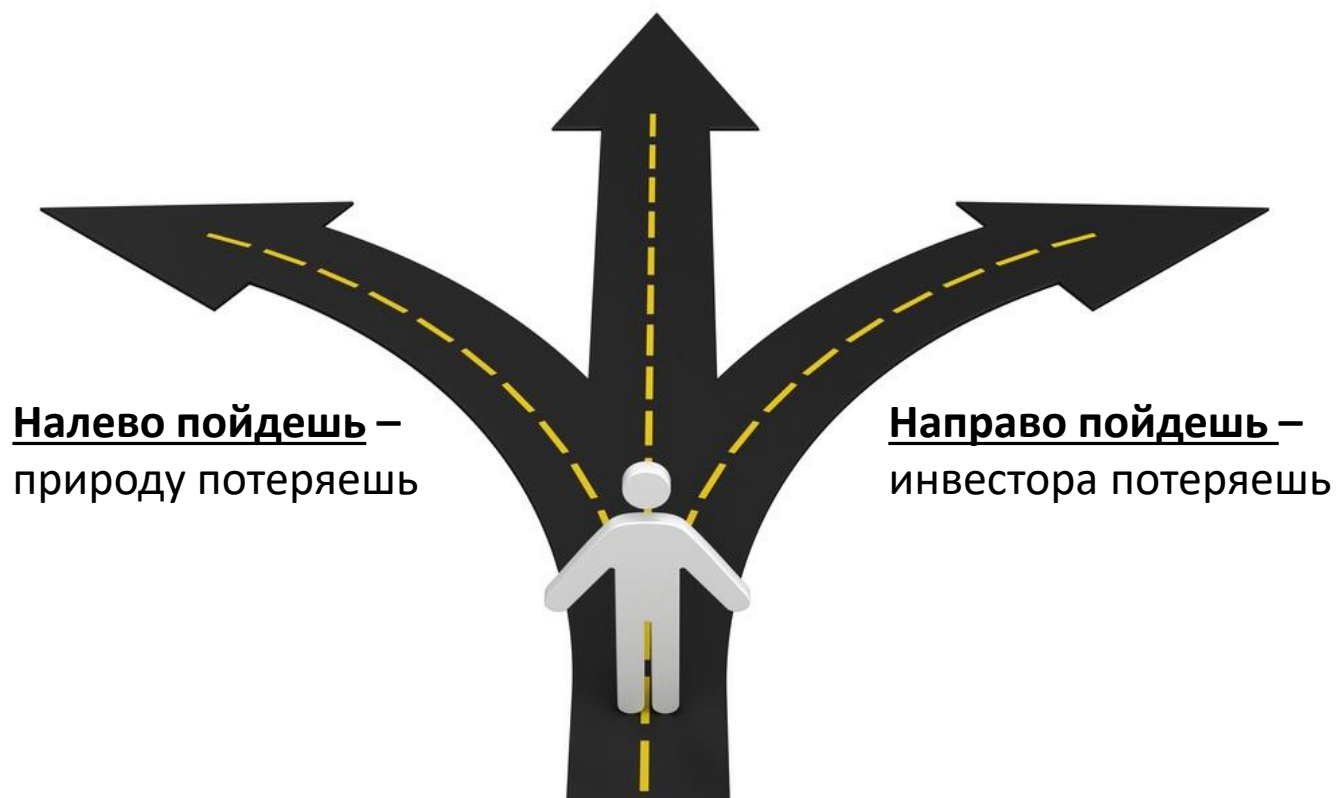 Налево пойдешь –
природу потеряешь
Направо пойдешь –
инвестора потеряешь